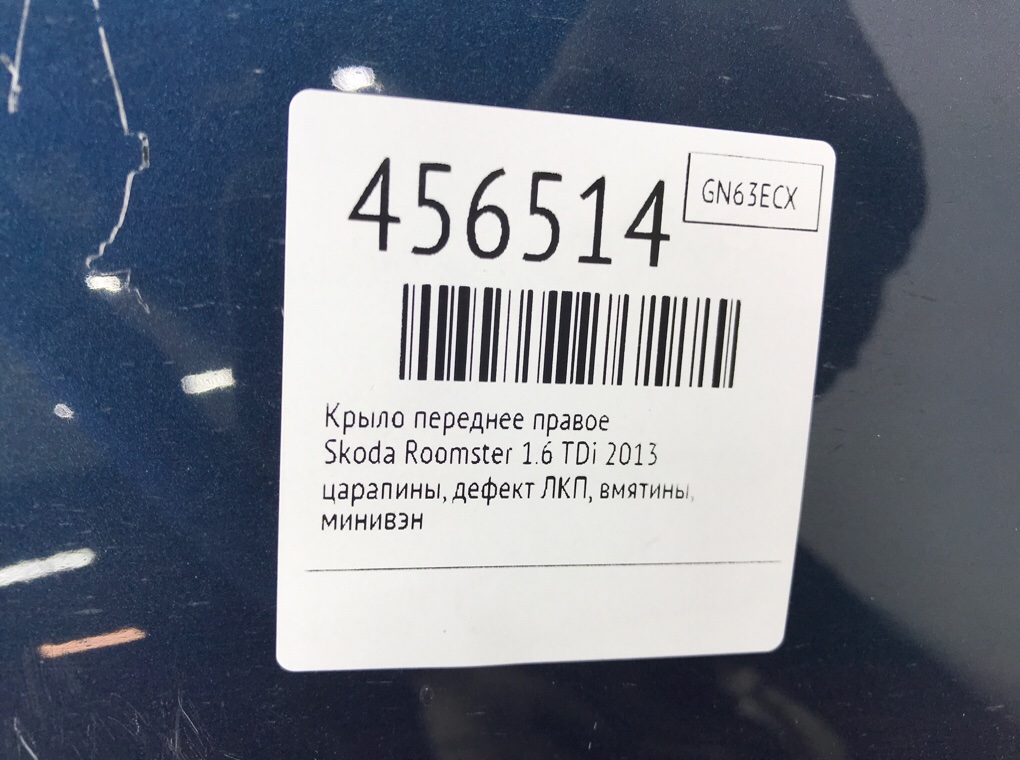 456514
GN63ECX
Крыло переднее правое
Skoda Roomster 1.6 TDi 2013
царапины, дефект ЛКП, вмятины,
минивэн